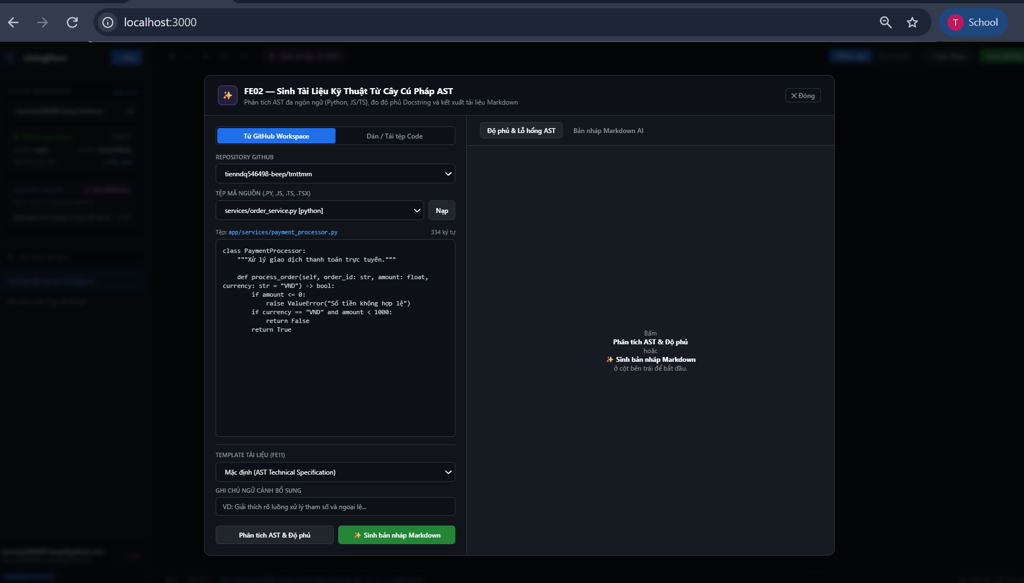 localhost:3000
T School
FE02 — Sinh Tài Liệu Kỹ Thuật Từ Cây Cú Pháp AST
Phân tích AST đa ngôn ngữ (Python, JS/TS), đo độ phủ Docstring và kết xuất tài liệu Markdown
✕ Đóng
Từ GitHub Workspace
Dán / Tải tệp Code
REPOSITORY GITHUB
tienndq546498-beep/tmttmm
TỆP MÃ NGUỒN (.PY, .JS, .TS, .TSX)
services/order_service.py [python]
Nạp
Tệp: app/services/payment_processor.py
334 ký tự
class PaymentProcessor:
"""Xử lý giao dịch thanh toán trực tuyến."""
def process_order(self, order_id: str, amount: float,
currency: str = "VND") -> bool:
if amount <= 0:
raise ValueError("Số tiền không hợp lệ")
if currency == "VND" and amount < 1000:
return False
return True
TEMPLATE TÀI LIỆU (FE11)
Mặc định (AST Technical Specification)
GHI CHÚ NGỮ CẢNH BỔ SUNG
VD: Giải thích rõ luồng xử lý tham số và ngoại lệ...
Phân tích AST & Độ phủ
✨ Sinh bản nháp Markdown
Độ phủ & Lỗ hổng AST
Bản nháp Markdown AI
Bấm
Phân tích AST & Độ phủ
hoặc
✨ Sinh bản nháp Markdown
ở cột bên trái để bắt đầu.